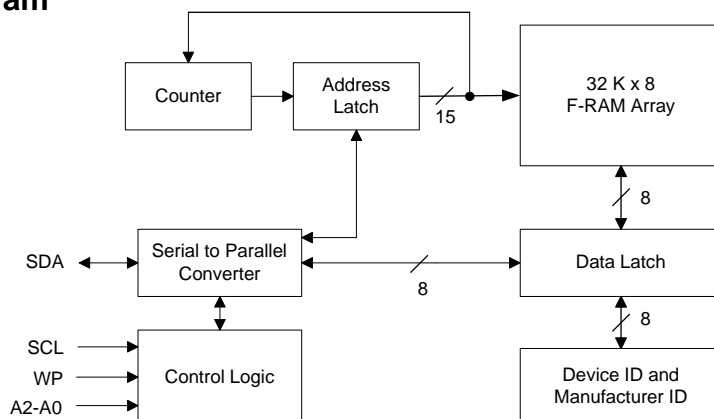 Counter
Address
Latch
15
32 K x 8
F-RAM Array
8
SDA
Serial to Parallel
Converter
8
Data Latch
8
SCL
WP
A2-A0
Control Logic
Device ID and
Manufacturer ID